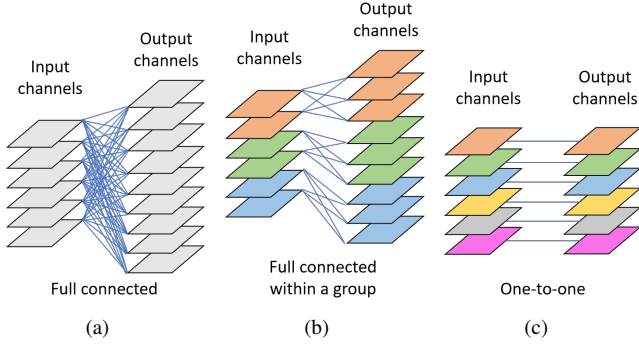 Input
channels
Output
channels
Full connected
(a)
Input
channels
Output
channels
Full connected
within a group
(b)
Input
channels
Output
channels
One-to-one
(c)